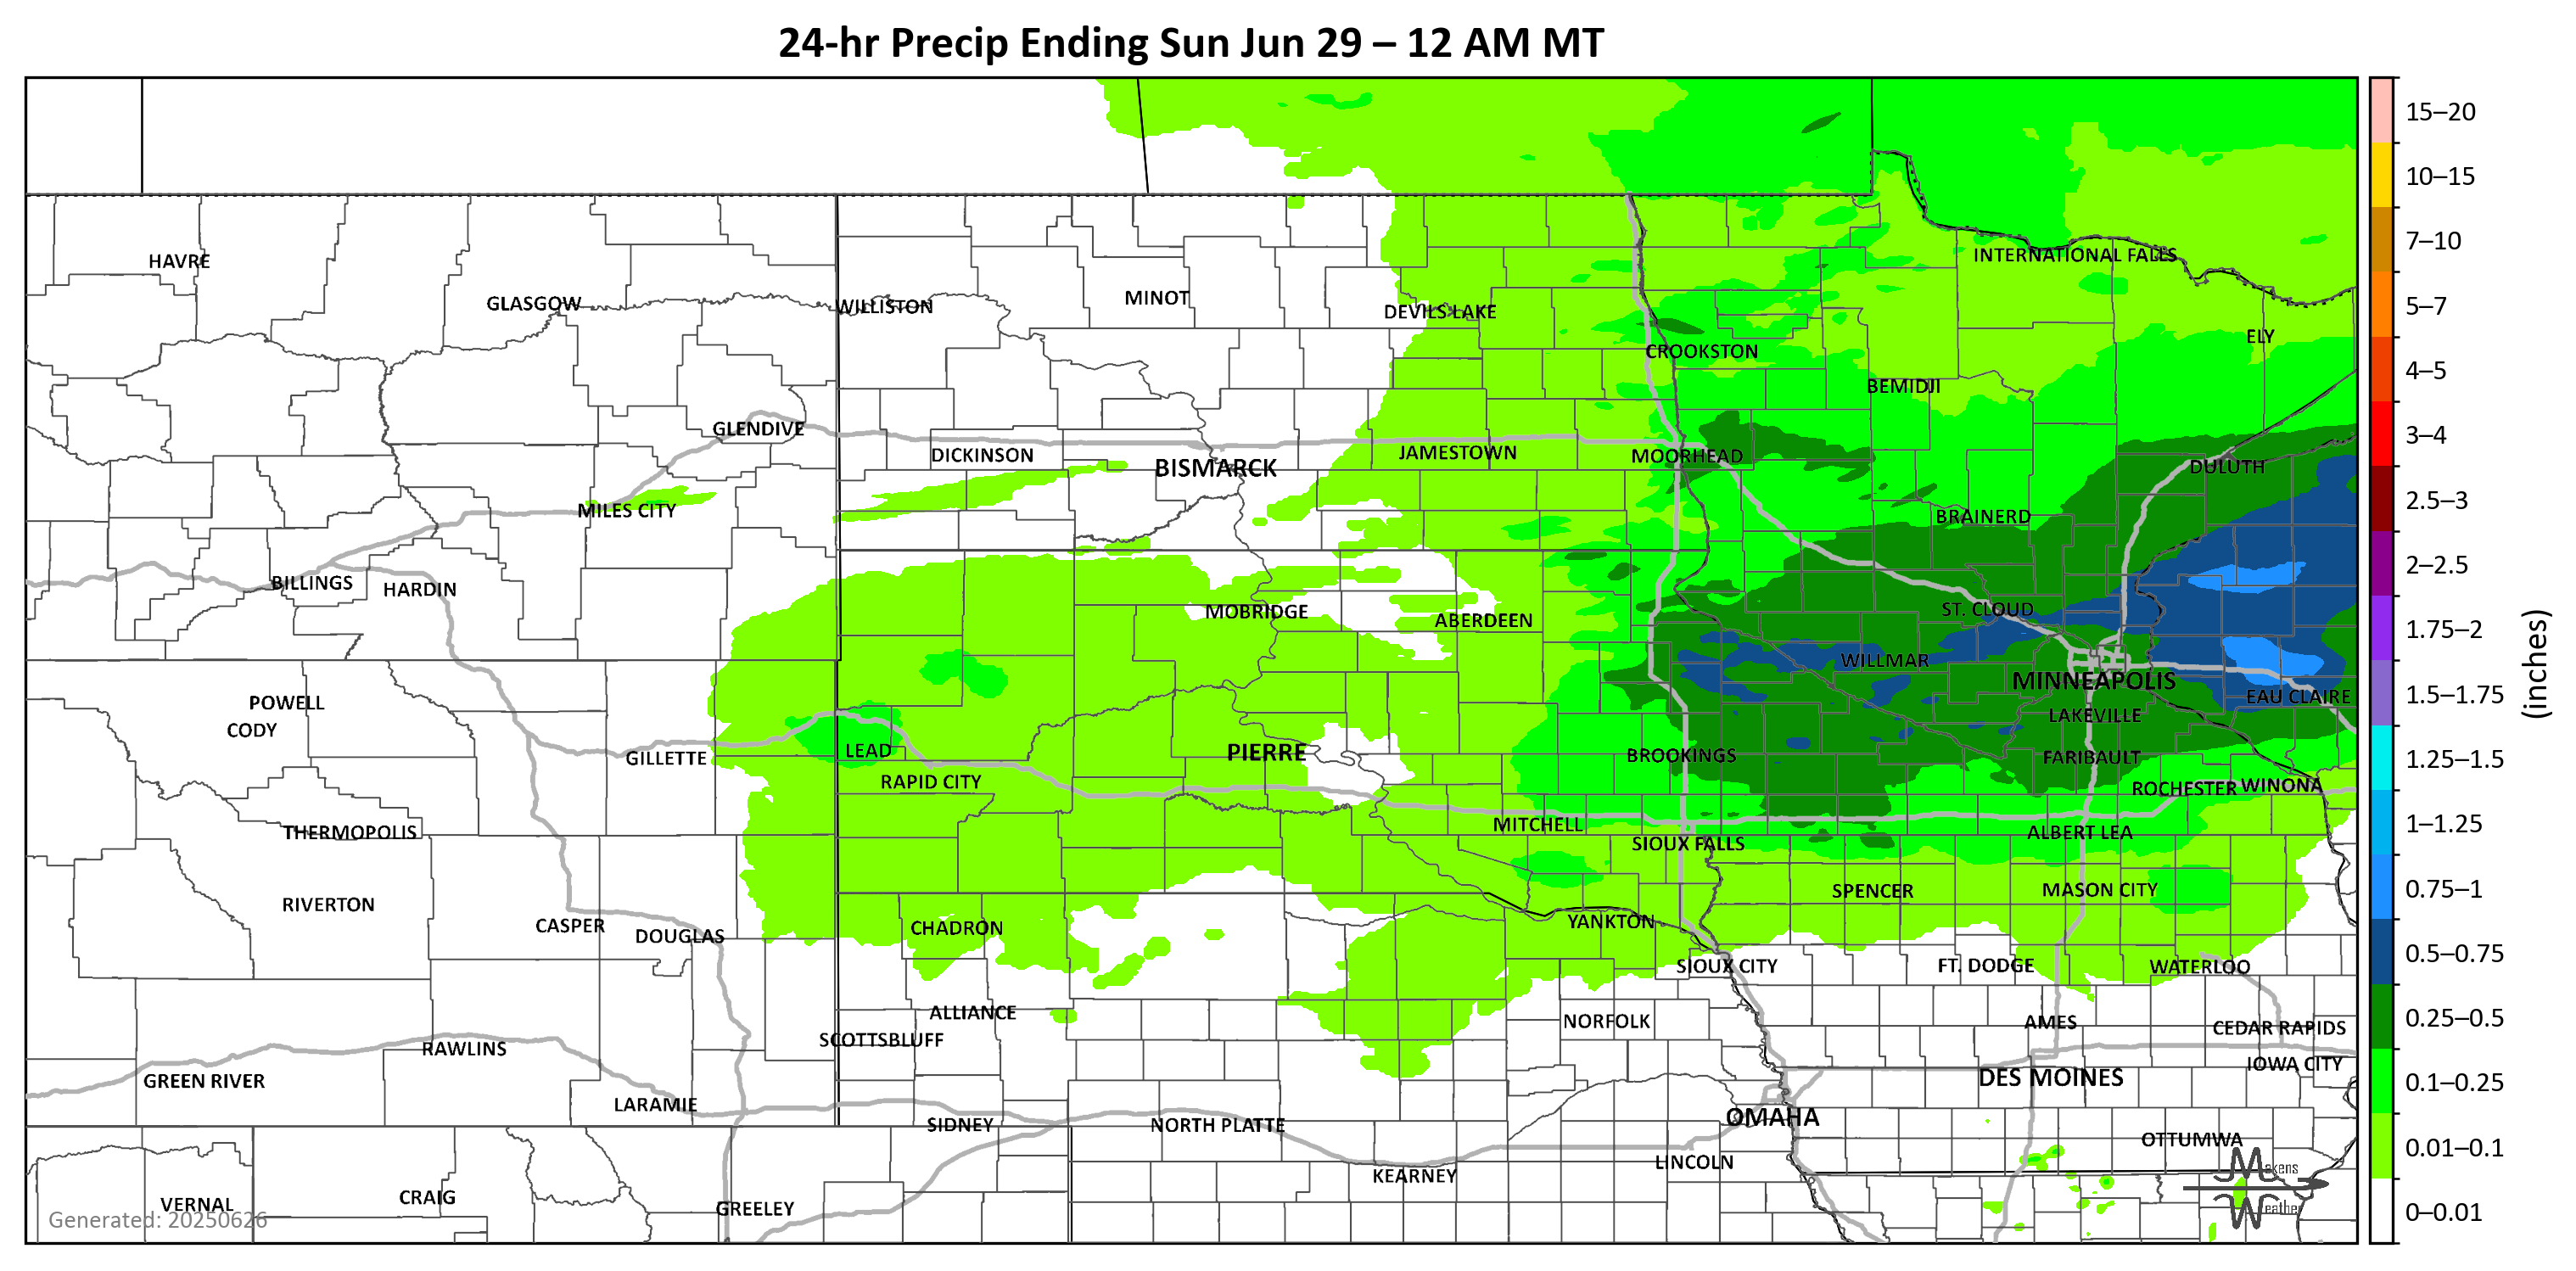 24-hr Precip Ending Sun Jun 29 – 12 AM MT
15–20
10–15
7–10
5–7
4–5
3–4
2.5–3
2–2.5
1.75–2
1.5–1.75
1.25–1.5
1–1.25
0.75–1
0.5–0.75
0.25–0.5
0.1–0.25
0.01–0.1
0–0.01
(inches)
HAVRE
INTERNATIONAL FALLS
GLASGOW
WILLISTON
MINOT
DEVILS LAKE
ELY
CROOKSTON
BEMIDJI
GLENDIVE
DICKINSON
BISMARCK
JAMESTOWN
MOORHEAD
DULUTH
MILES CITY
BRAINERD
BILLINGS
HARDIN
MOBRIDGE
ABERDEEN
ST. CLOUD
WILLMAR
MINNEAPOLIS
EAU CLAIRE
POWELL
CODY
LAKEVILLE
GILLETTE
LEAD
PIERRE
BROOKINGS
FARIBAULT
RAPID CITY
ROCHESTER
WINONA
THERMOPOLIS
MITCHELL
SIOUX FALLS
ALBERT LEA
RIVERTON
SPENCER
MASON CITY
CASPER
DOUGLAS
CHADRON
YANKTON
SIOUX CITY
FT. DODGE
WATERLOO
ALLIANCE
NORFOLK
AMES
CEDAR RAPIDS
SCOTTSBLUFF
RAWLINS
IOWA CITY
GREEN RIVER
DES MOINES
LARAMIE
SIDNEY
NORTH PLATTE
OMAHA
OTTUMWA
LINCOLN
KEARNEY
VERNAL
CRAIG
GREELEY
Makens
Weather
Generated: 20250626